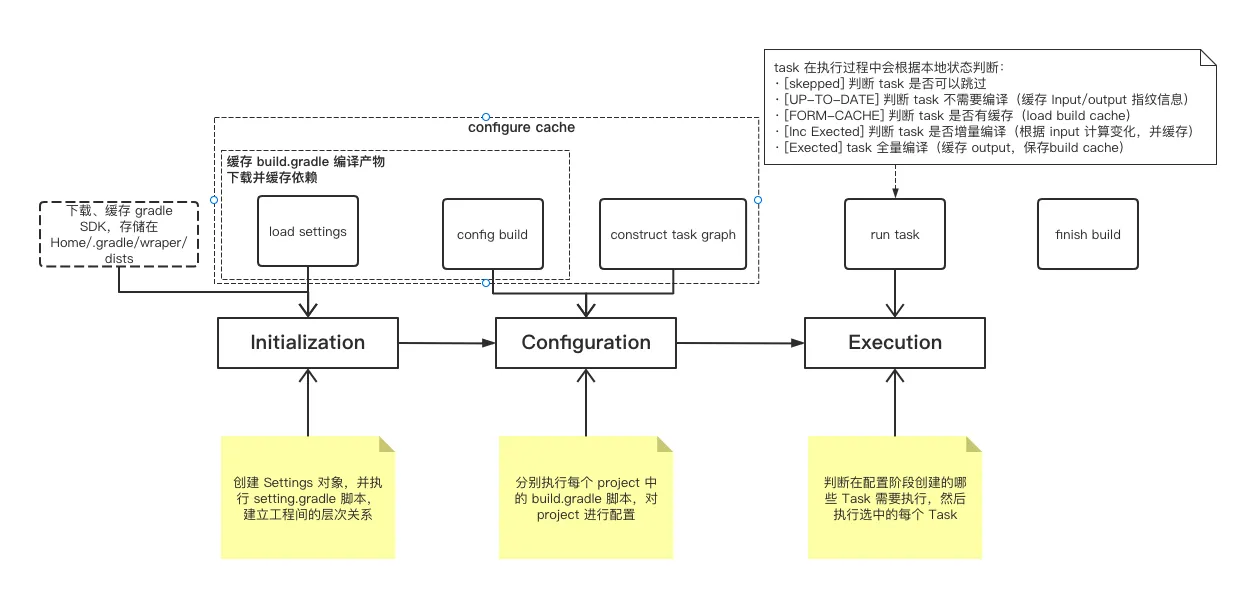 task 在执行过程中会根据本地状态判断：
· [skepped] 判断 task 是否可以跳过
· [UP-TO-DATE] 判断 task 不需要编译（缓存 Input/output 指纹信息）
· [FORM-CACHE] 判断 task 是否有缓存（load build cache）
· [Inc Exected] 判断 task 是否增量编译（根据 input 计算变化，并缓存）
· [Exected] task 全量编译（缓存 output，保存build cache）
configure cache
缓存 build.gradle 编译产物
下载并缓存依赖
下载、缓存 gradle
SDK，存储在
Home/.gradle/wraper/
dists
load settings
config build
construct task graph
run task
finish build
Initialization
Configuration
Execution
创建 Settings 对象，并执
行 setting.gradle 脚本，
建立工程间的层次关系
分别执行每个 project 中
的 build.gradle 脚本，对
project 进行配置
判断在配置阶段创建的哪
些 Task 需要执行，然后
执行选中的每个 Task